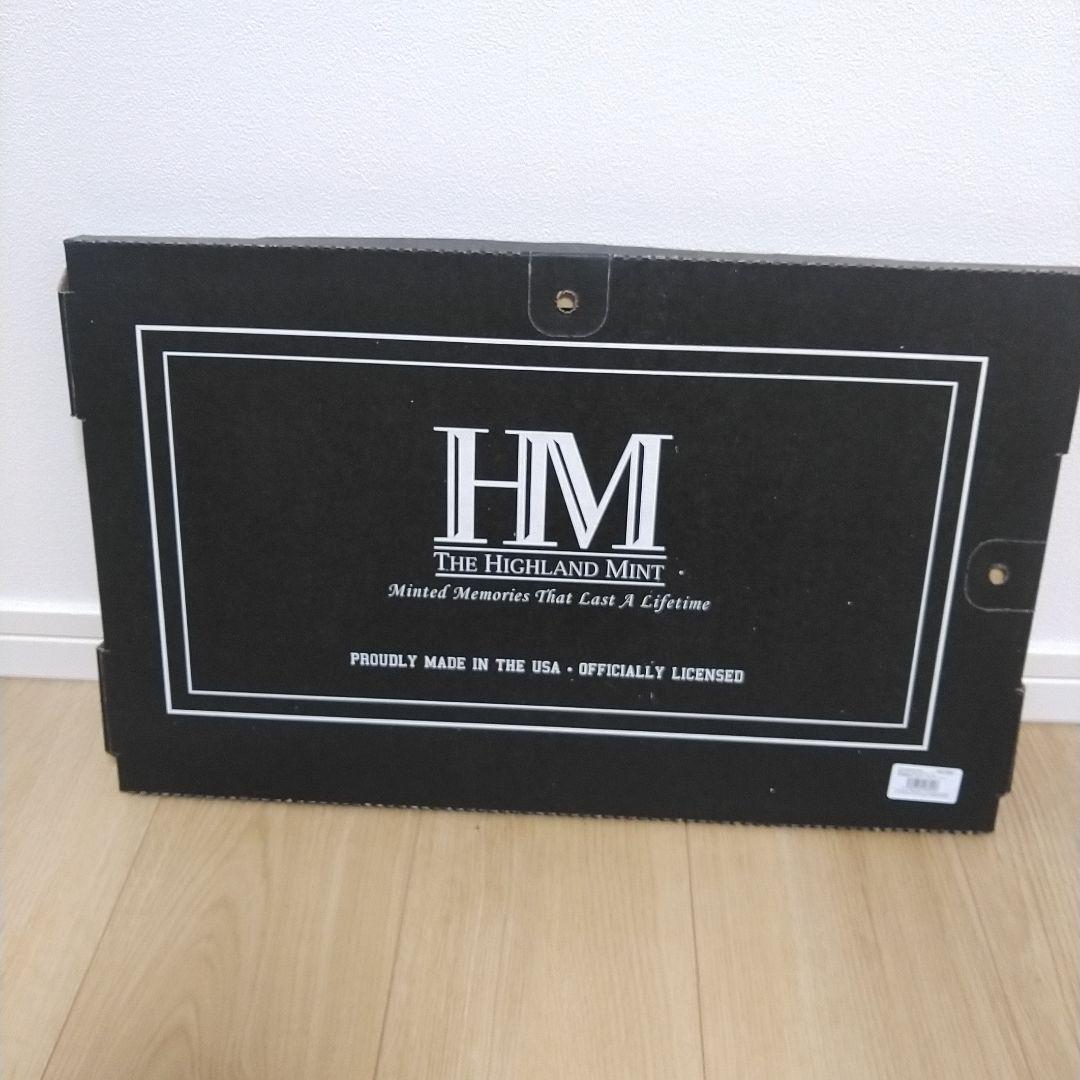 HM
THE HIGHLAND MINT
Minted Memories That Last A Lifetime
PROUDLY MADE IN THE USA • OFFICIALLY LICENSED